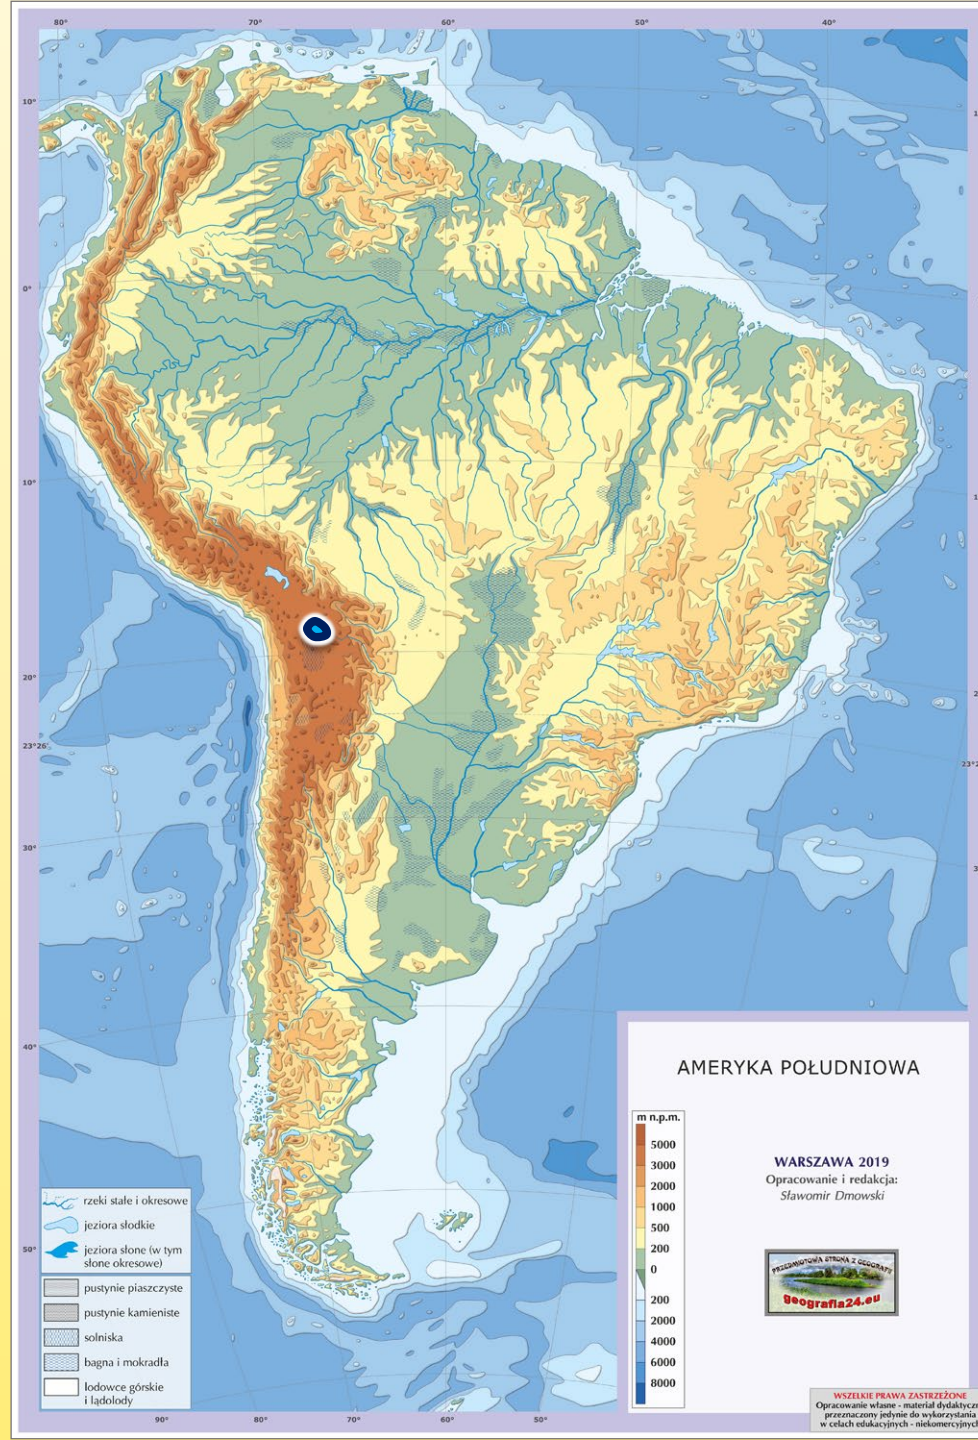 80° 70° 60° 50° 40°
10°
0°
10°
20°
23°26'
30°
40°
50°
90° 80° 70° 60° 50°
AMERYKA POŁUDNIOWA
m n.p.m.
5000
3000
2000
1000
500
200
0
200
2000
4000
6000
8000
WARSZAWA 2019
Opracowanie i redakcja:
Sławomir Dmowski
PRZEDMIOTOWA STRONA Z GEOGRAFII
geografia24.eu
rzeki stałe i okresowe
jeziora słodkie
jeziora słone (w tym
słone okresowe)
pustynie piaszczyste
pustynie kamieniste
solniska
bagna i mokradła
lodowce górskie
i lądolody
WSZELKIE PRAWA ZASTRZEŻONE
Opracowanie własne - materiał dydaktyczn
przeznaczony jedynie do wykorzystania
w celach edukacyjnych - niekomercyjnych